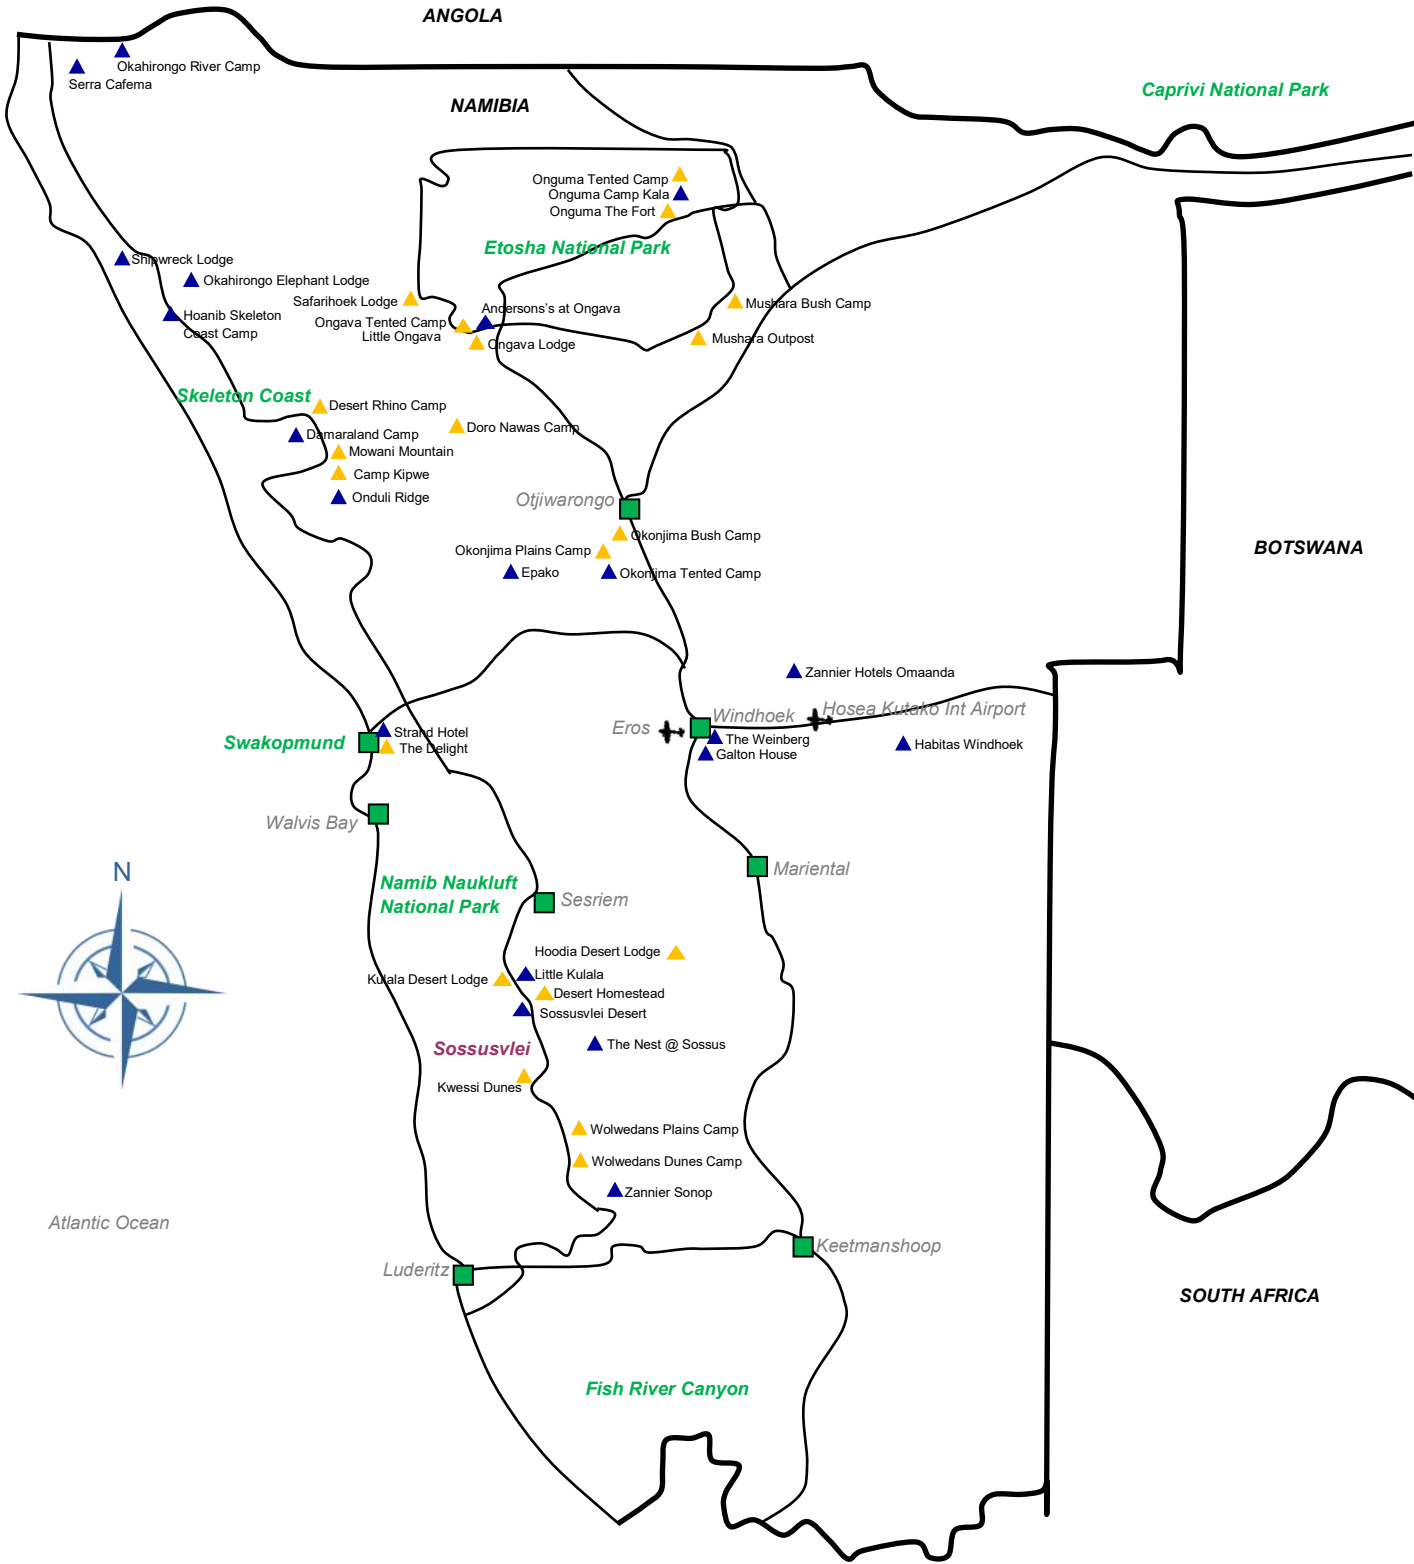 ANGOLA
Okahirongo River Camp
Serra Cafema
Caprivi National Park
NAMIBIA
Onguma Tented Camp
Onguma Camp Kala
Onguma The Fort
Etosha National Park
Shipwreck Lodge
Okahirongo Elephant Lodge
Safarihoek Lodge
Andersons's at Ongava
Mushara Bush Camp
Hoanib Skeleton
Coast Camp
Ongava Tented Camp
Little Ongava
Ongava Lodge
Mushara Outpost
Skeleton Coast
Desert Rhino Camp
Doro Nawas Camp
Damaraland Camp
Mowani Mountain
Camp Kipwe
Onduli Ridge
Otjiwarongo
Okonjima Bush Camp
Okonjima Plains Camp
BOTSWANA
Epako
Okonjima Tented Camp
Zannier Hotels Omaanda
Hosea Kutako Int Airport
Windhoek
Eros
Strand Hotel
The Delight
Swakopmund
The Weinberg
Galton House
Habitas Windhoek
Walvis Bay
Mariental
N
Namib Naukluft
National Park
Sesriem
Hoodia Desert Lodge
Little Kulala
Kulala Desert Lodge
Desert Homestead
Sossusvlei Desert
Sossusvlei
The Nest @ Sossus
Kwessi Dunes
Wolwedans Plains Camp
Wolwedans Dunes Camp
Zannier Sonop
Atlantic Ocean
Keetmanshoop
Luderitz
SOUTH AFRICA
Fish River Canyon